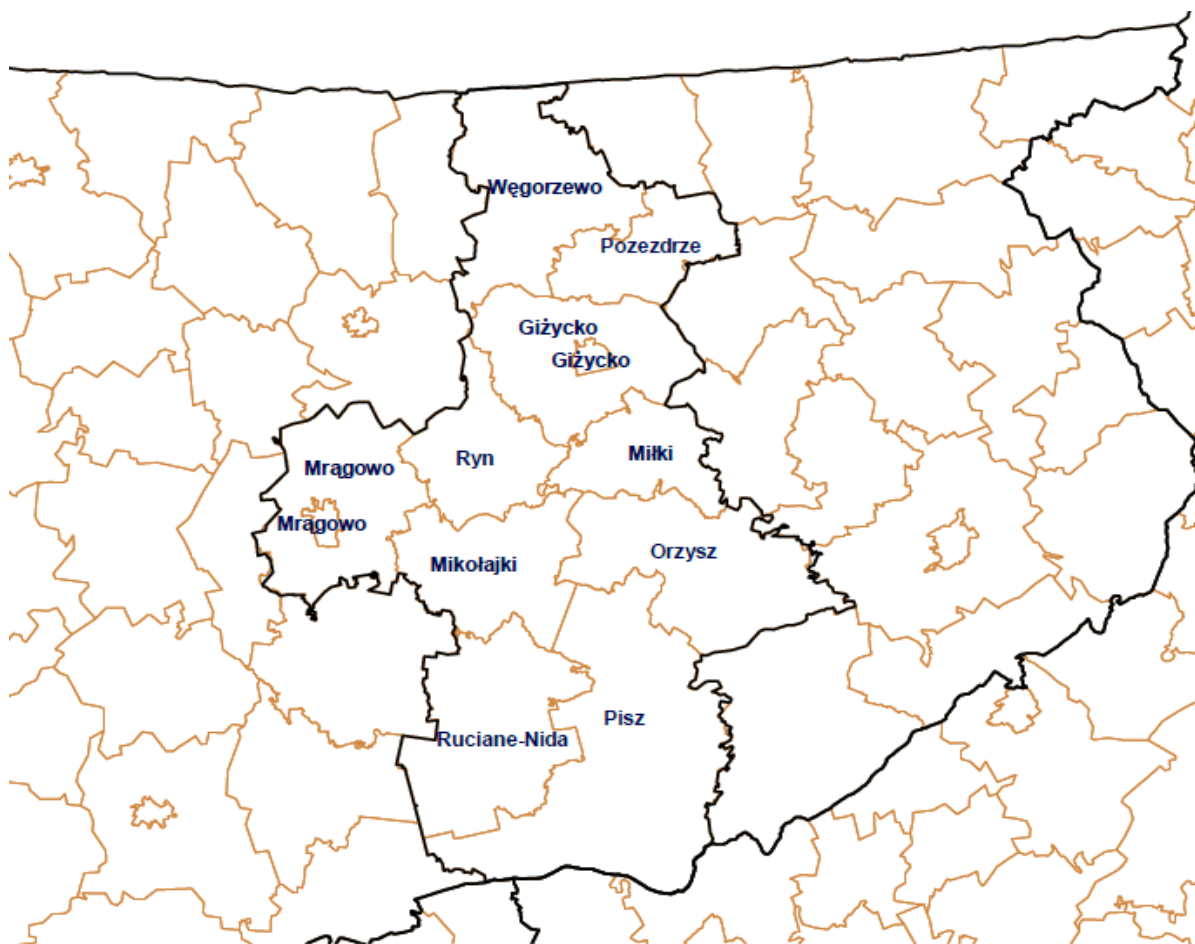 Węgorzewo
Pozezdrze
Giżycko
Giżycko
Ryn
Miłki
Mrągowo
Mrągowo
Orzysz
Mikołajki
Pisz
Ruciane-Nida